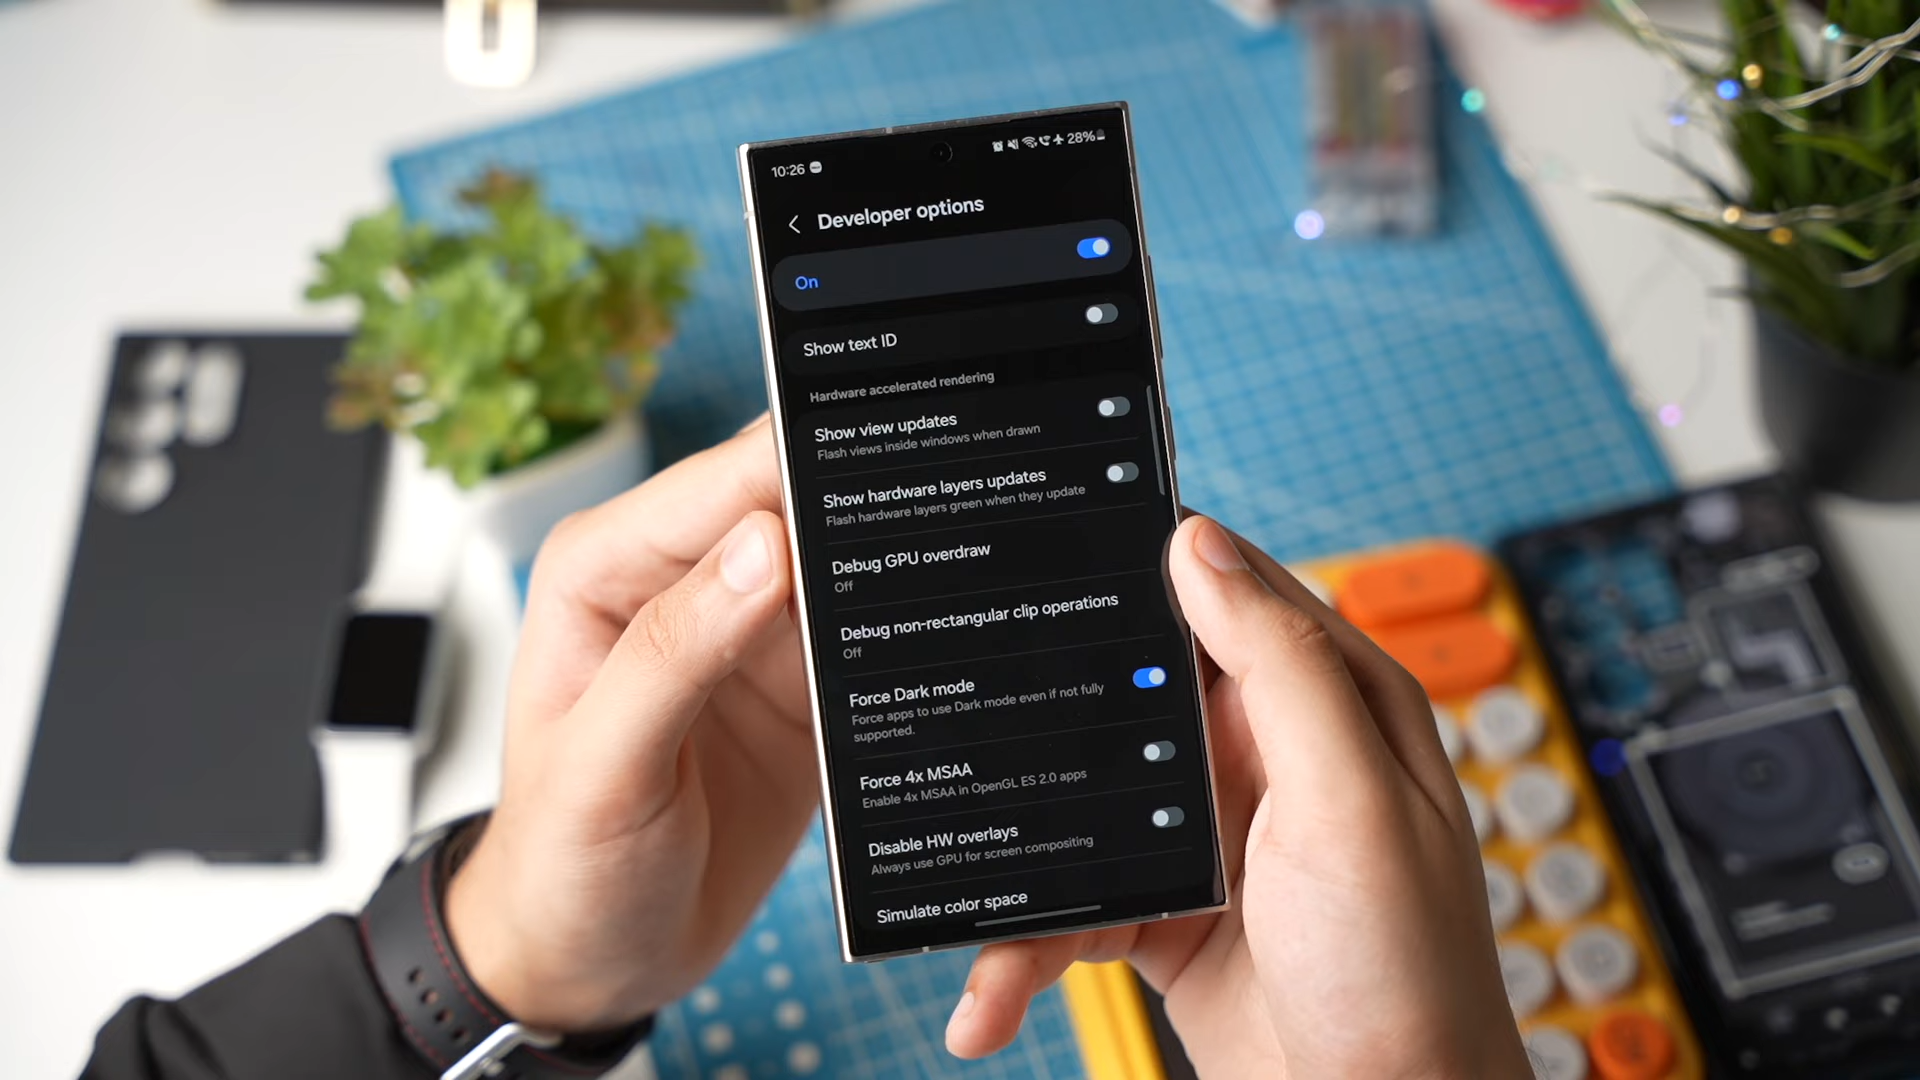 10:26
28%
Developer options
On
Show text ID
Hardware accelerated rendering
Show view updates
Flash views inside windows when drawn
Show hardware layers updates
Flash hardware layers green when they update
Debug GPU overdraw
Off
Debug non-rectangular clip operations
Off
Force Dark mode
Force apps to use Dark mode even if not fully
supported.
Force 4x MSAA
Enable 4x MSAA in OpenGL ES 2.0 apps
Disable HW overlays
Always use GPU for screen compositing
Simulate color space